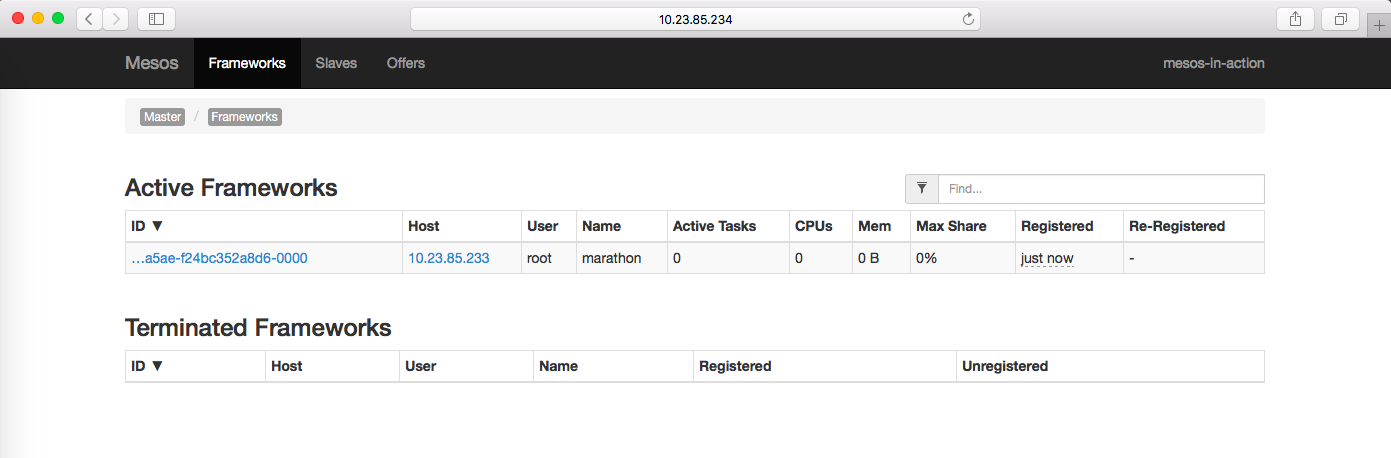 10.23.85.234
Mesos Frameworks Slaves Offers mesos-in-action
Master / Frameworks
Active Frameworks Find...
ID ▼ Host User Name Active Tasks CPUs Mem Max Share Registered Re-Registered
…a5ae-f24bc352a8d6-0000 10.23.85.233 root marathon 0 0 0 B 0% just now -
Terminated Frameworks
ID ▼ Host User Name Registered Unregistered